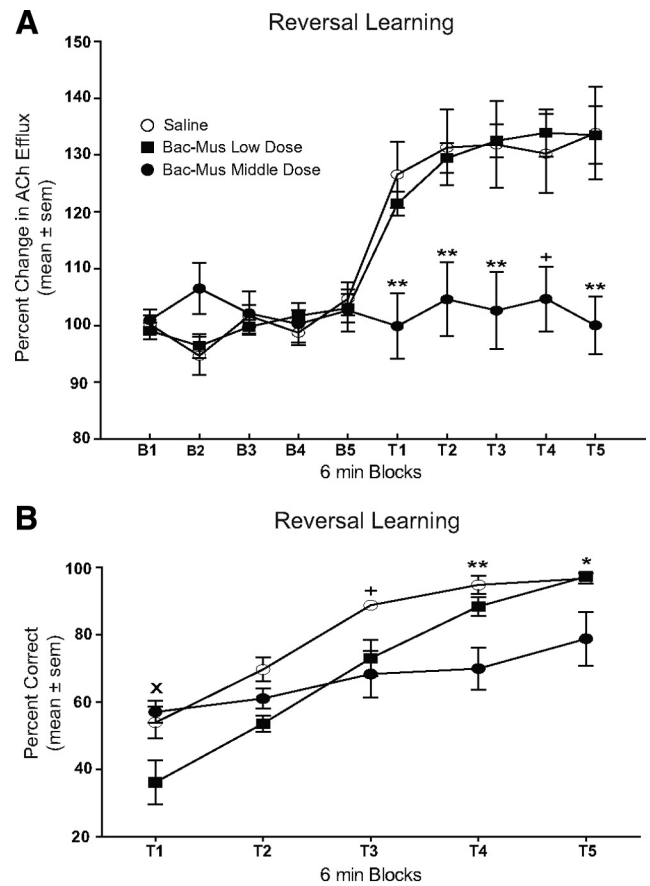 A
Reversal Learning
Percent Change in ACh Efflux
(mean ± sem)
150
140
130
120
110
100
90
80
Saline
Bac-Mus Low Dose
Bac-Mus Middle Dose
** ** ** + **
B1 B2 B3 B4 B5 T1 T2 T3 T4 T5
6 min Blocks
B
Reversal Learning
Percent Correct
(mean ± sem)
100
80
60
40
20
x + ** *
T1 T2 T3 T4 T5
6 min Blocks